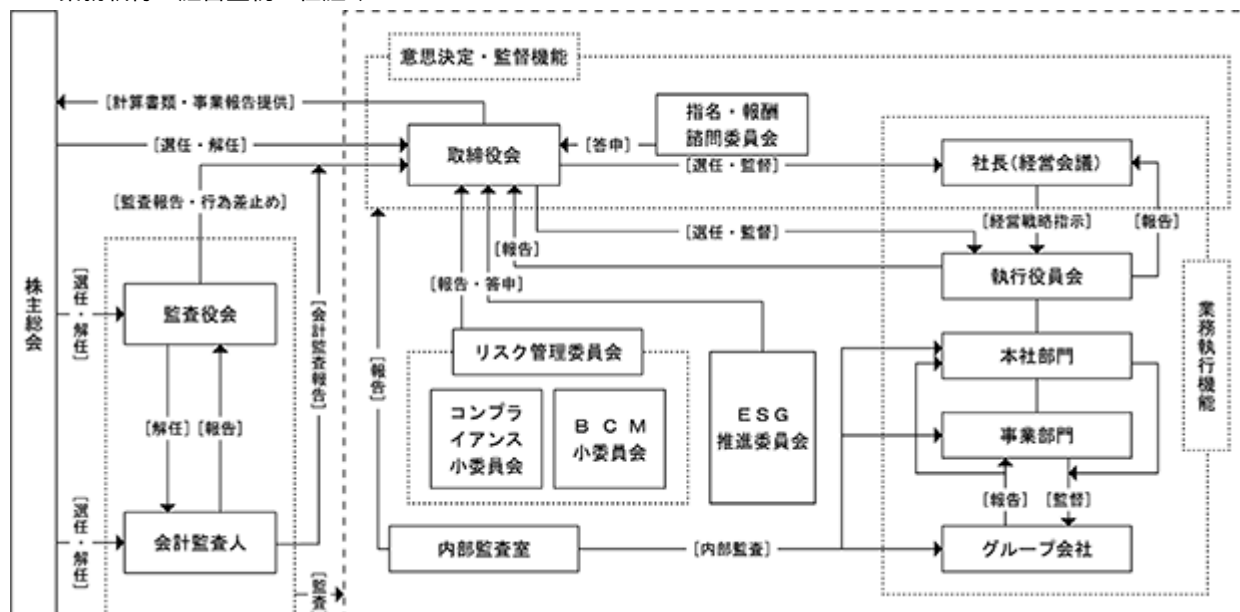 意思決定・監督機能
[計算書類・事業報告提供]
指名・報酬
諮問委員会
[選任・解任]
取締役会
[答申]
[選任・監督]
社長(経営会議)
[監査報告・行為差止め]
[経営戦略指示]
[報告]
[選任・監督]
[報告]
株主総会
[選任・解任]
監査役会
[会計監査報告]
[報告・答申]
執行役員会
業務執行機能
リスク管理委員会
本社部門
[報告]
コンプラ
イアンス
小委員会
BCM
小委員会
ESG
推進委員会
事業部門
[解任]
[報告]
[報告]
[監督]
[選任・解任]
会計監査人
内部監査室
[内部監査]
グループ会社
[監査]